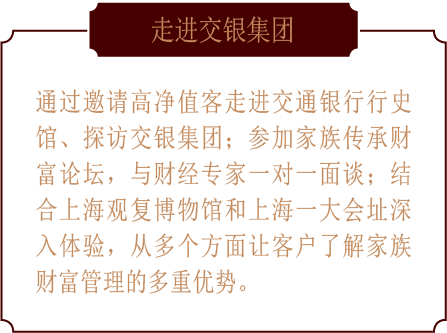 走进交银集团
通过邀请高净值客走进交通银行行史
馆、探访交银集团；参加家族传承财
富论坛，与财经专家一对一面谈；结
合上海观复博物馆和上海一大会址深
入体验，从多个方面让客户了解家族
财富管理的多重优势。